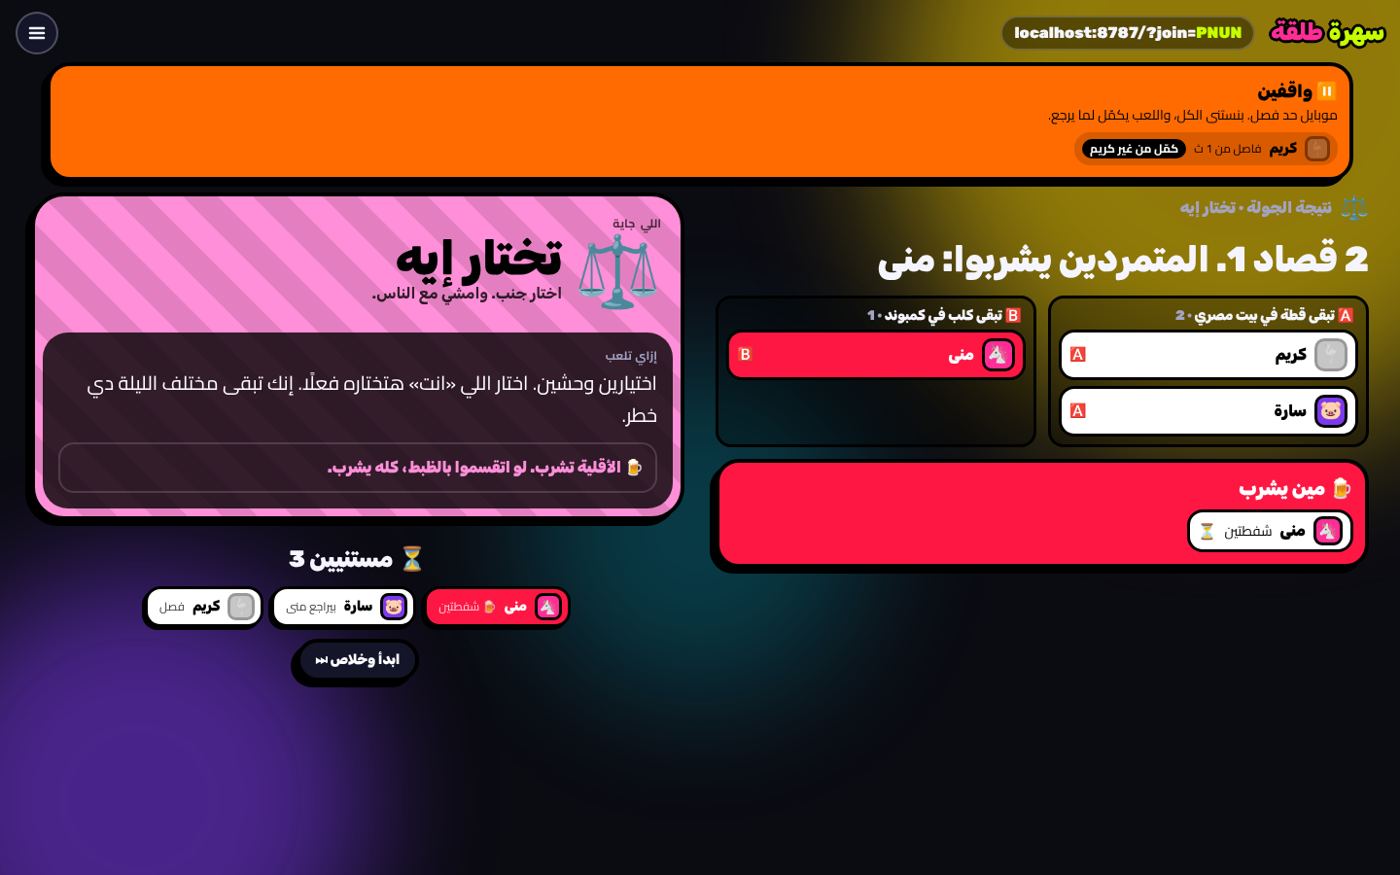 سهرة طلقة
localhost:8787/?join=PNUN
⏸ واقفين
موبايل حد فصل. بنستنى الكل، واللعب يكمّل لما يرجع.
كريم فاصل من 1 ث كمّل من غير كريم
نتيجة الجولة • تختار إيه
2 قصاد 1. المتمردين يشربوا: منى
A تبقى قطة في بيت مصري • 2
كريم A
سارة A
B تبقى كلب في كمبوند • 1
منى B
🍺 مين يشرب
منى شفطتين ⏳
اللي جاية
تختار إيه
اختار جنب. وامشي مع الناس.
إزاي تلعب
اختيارين وحشين. اختار اللي «انت» هتختاره فعلًا. إنك تبقى مختلف الليلة دي
خطر.
🍺 الأقلية تشرب. لو اتقسموا بالظبط، كله يشرب.
⏳ مستنيين 3
منى 🍺 شفطتين
سارة بيراجع منى
كريم فصل
ابدأ وخلاص ⏭